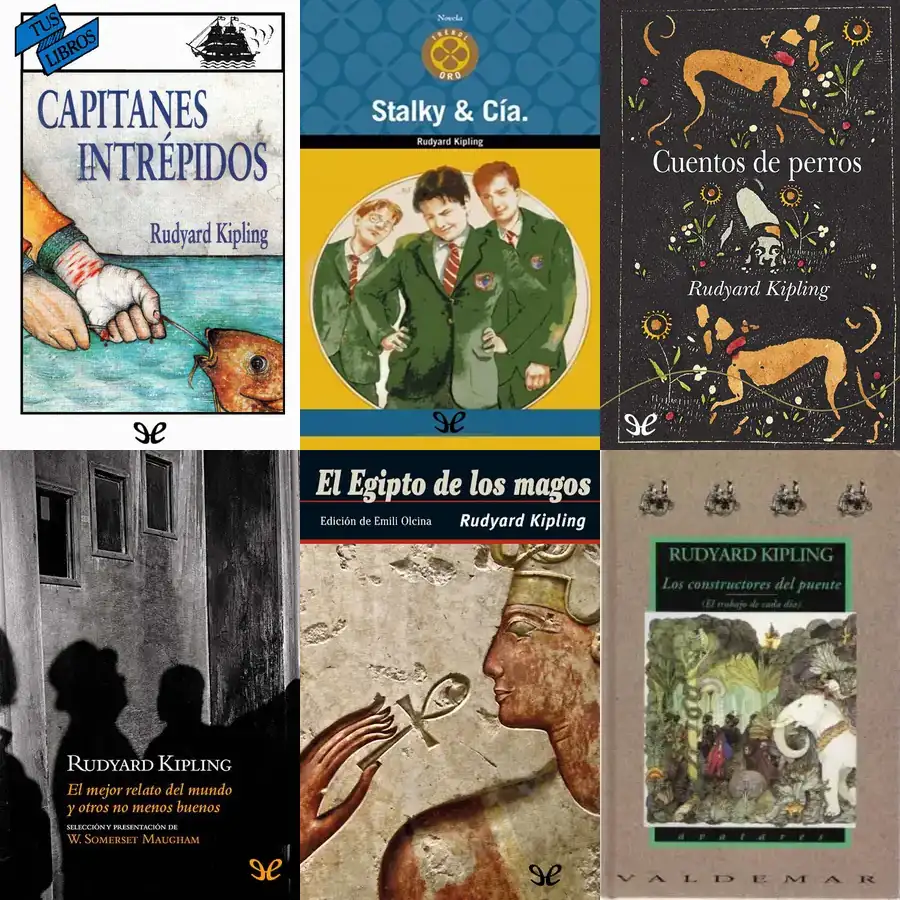 TUS
LIBROS
CAPITANES
INTRÉPIDOS
Rudyard Kipling
Novela
TRÉBOL
ORO
Stalky & Cía.
Rudyard Kipling
Cuentos de perros
Rudyard Kipling
RUDYARD KIPLING
El mejor relato del mundo
y otros no menos buenos
SELECCIÓN Y PRESENTACIÓN DE
W. SOMERSET MAUGHAM
El Egipto de los magos
Edición de Emili Olcina
Rudyard Kipling
RUDYARD KIPLING
Los constructores del puente
(El trabajo de cada día)
avatares
VALDEMAR